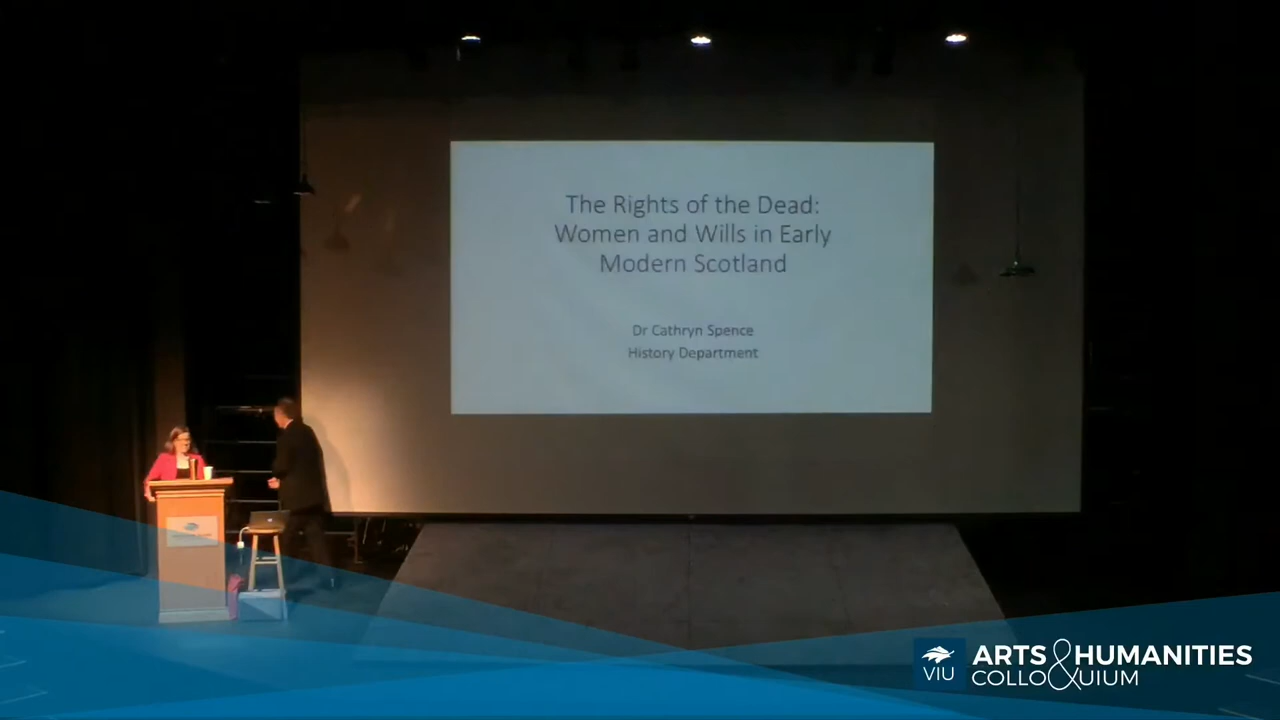 The Rights of the Dead:
Women and Wills in Early
Modern Scotland
Dr Cathryn Spence
History Department
VIU
ARTS & HUMANITIES
COLLOQUIUM